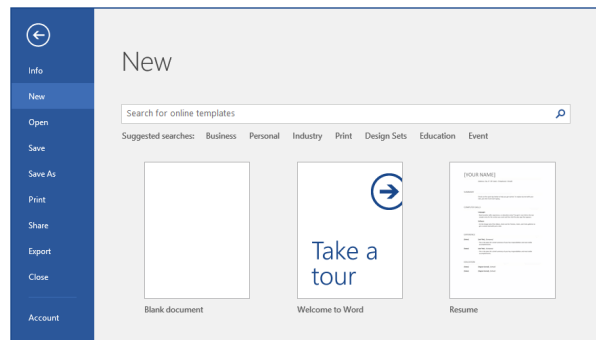 Info
New
Open
Save
Save As
Print
Share
Export
Close
Account
New
Search for online templates
Suggested searches: Business Personal Industry Print Design Sets Education Event
Take a
tour
[YOUR NAME]
Blank document Welcome to Word Resume